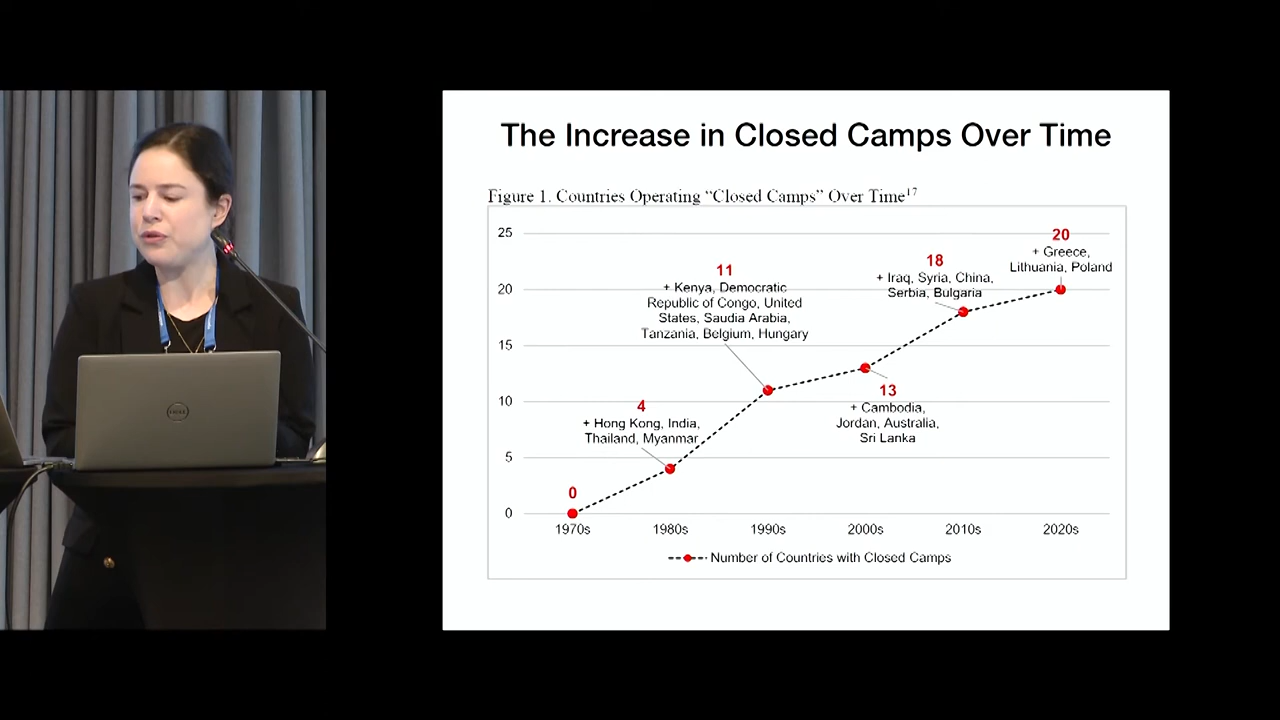 The Increase in Closed Camps Over Time
Figure 1. Countries Operating “Closed Camps” Over Time17
25
20
15
10
5
0
0
4
+ Hong Kong, India,
Thailand, Myanmar
11
+ Kenya, Democratic
Republic of Congo, United
States, Saudia Arabia,
Tanzania, Belgium, Hungary
13
+ Cambodia,
Jordan, Australia,
Sri Lanka
18
+ Iraq, Syria, China,
Serbia, Bulgaria
20
+ Greece,
Lithuania, Poland
1970s
1980s
1990s
2000s
2010s
2020s
Number of Countries with Closed Camps
DELL